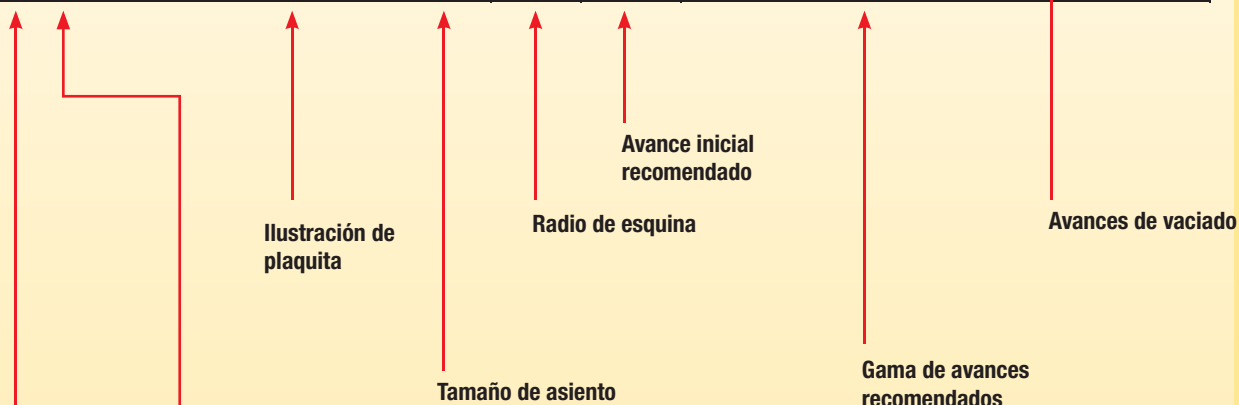 Avance inicial
recomendado
Ilustración de
plaquita
Radio de esquina
Avances de vaciado
Tamaño de asiento
Gama de avances
recomendados